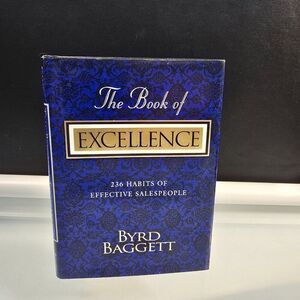 The Book of
EXCELLENCE
236 HABITS OF
EFFECTIVE SALESPEOPLE
BYRD
BAGGETT